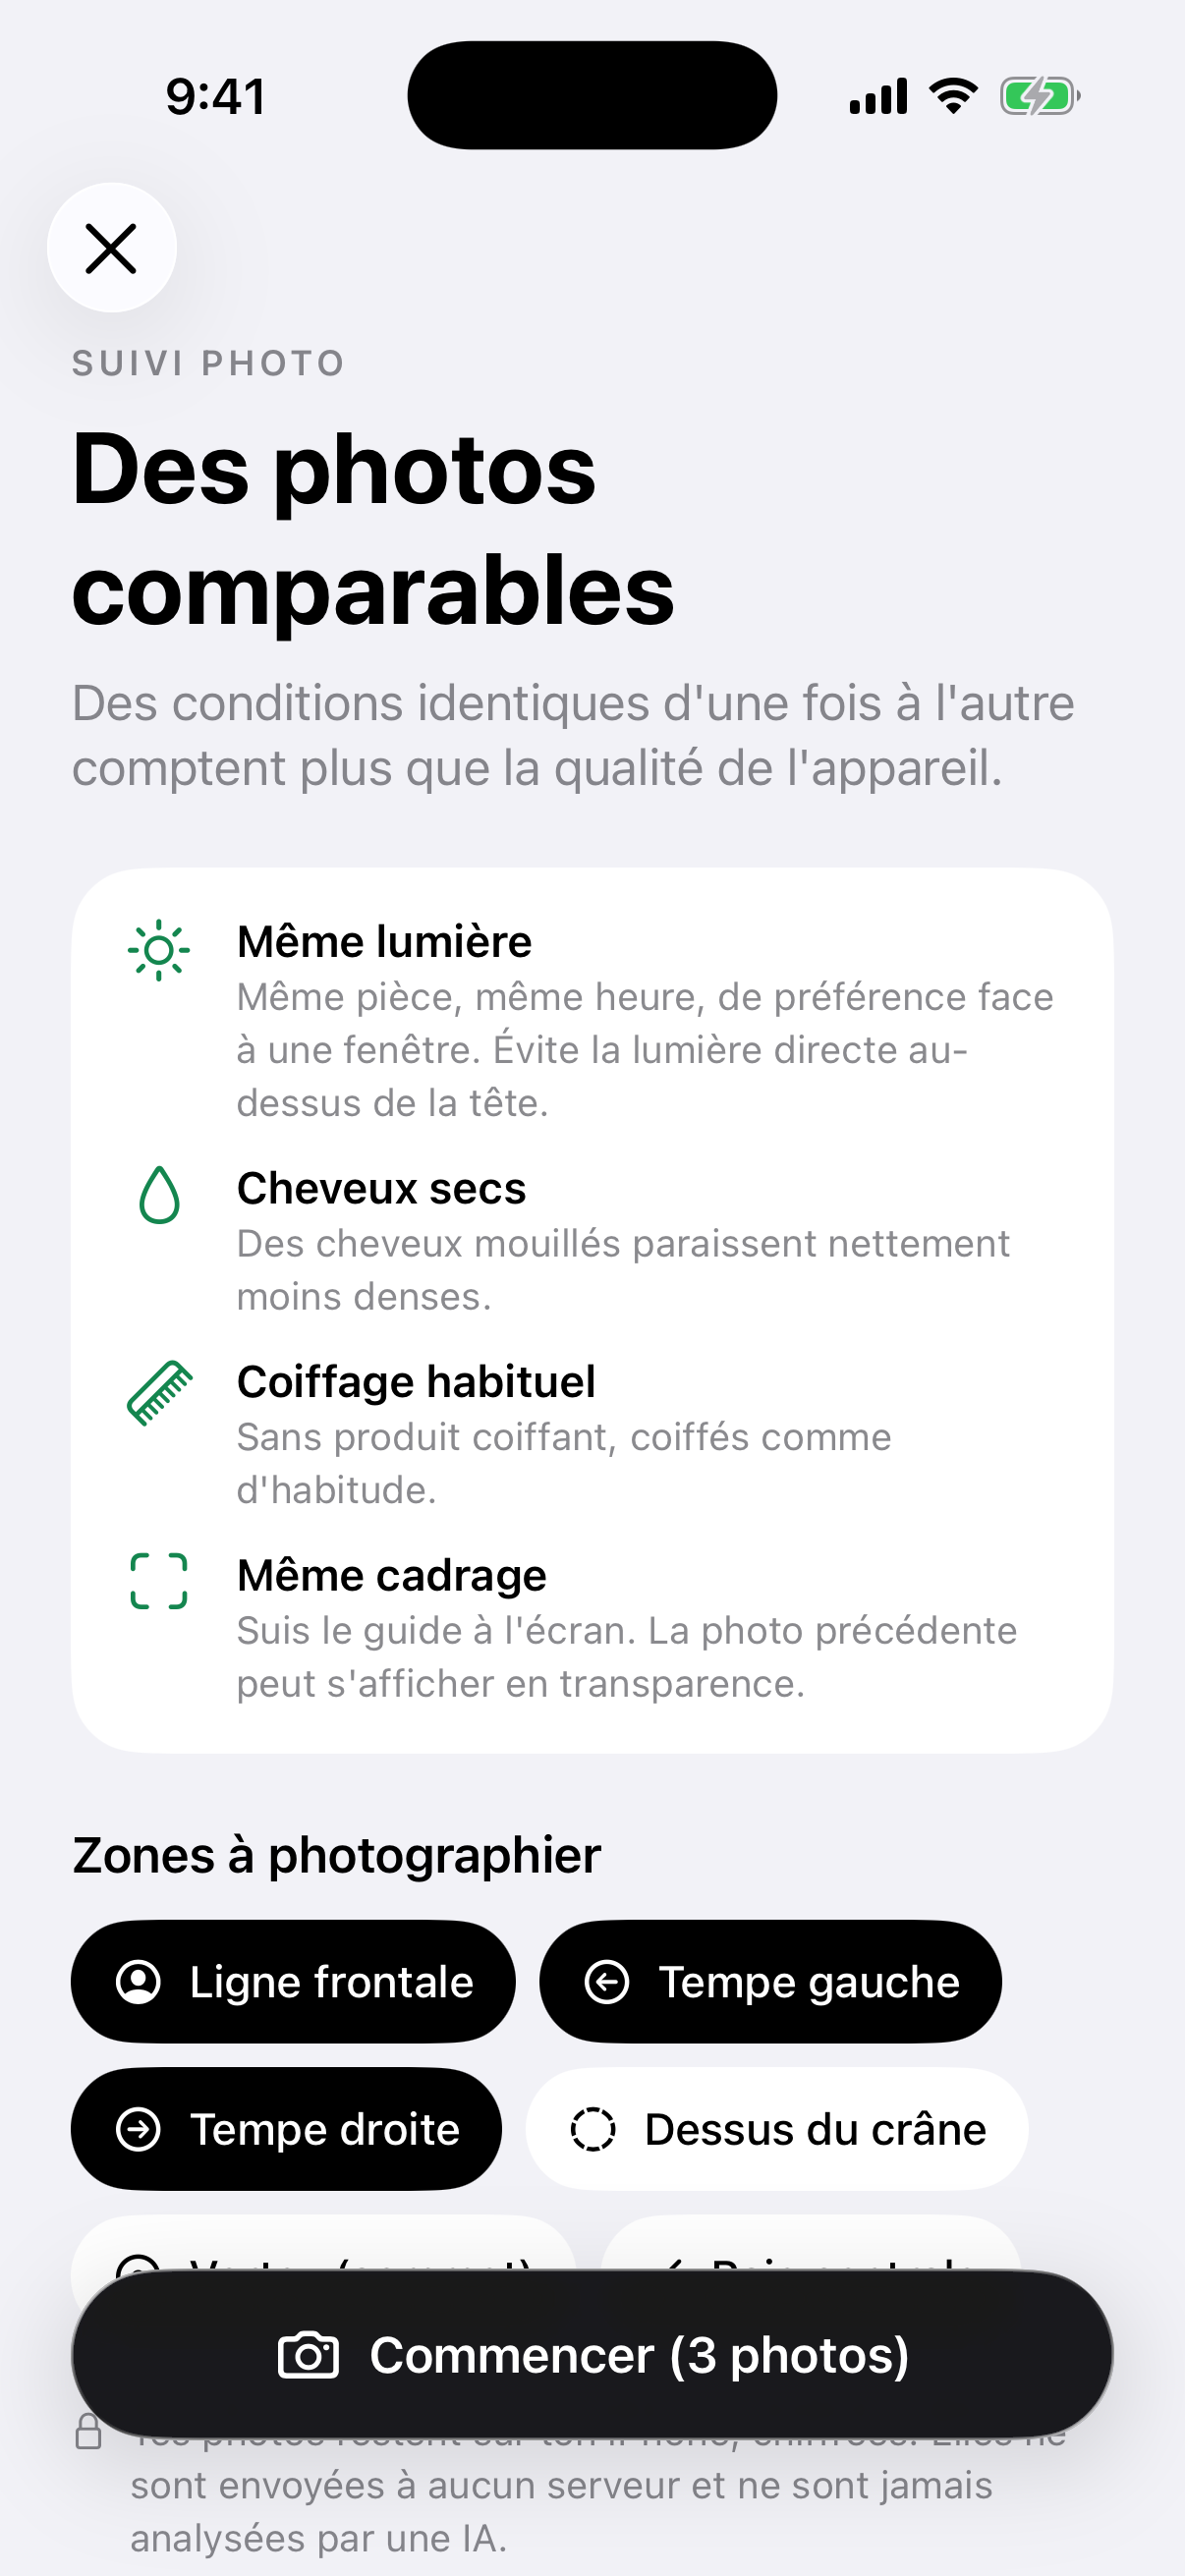 9:41
SUIVI PHOTO
Des photos
comparables
Des conditions identiques d'une fois à l'autre
comptent plus que la qualité de l'appareil.
Même lumière
Même pièce, même heure, de préférence face
à une fenêtre. Évite la lumière directe au-
dessus de la tête.
Cheveux secs
Des cheveux mouillés paraissent nettement
moins denses.
Coiffage habituel
Sans produit coiffant, coiffés comme
d'habitude.
Même cadrage
Suis le guide à l'écran. La photo précédente
peut s'afficher en transparence.
Zones à photographier
Ligne frontale
Tempe gauche
Tempe droite
Dessus du crâne
Commencer (3 photos)
sont envoyées à aucun serveur et ne sont jamais
analysées par une IA.